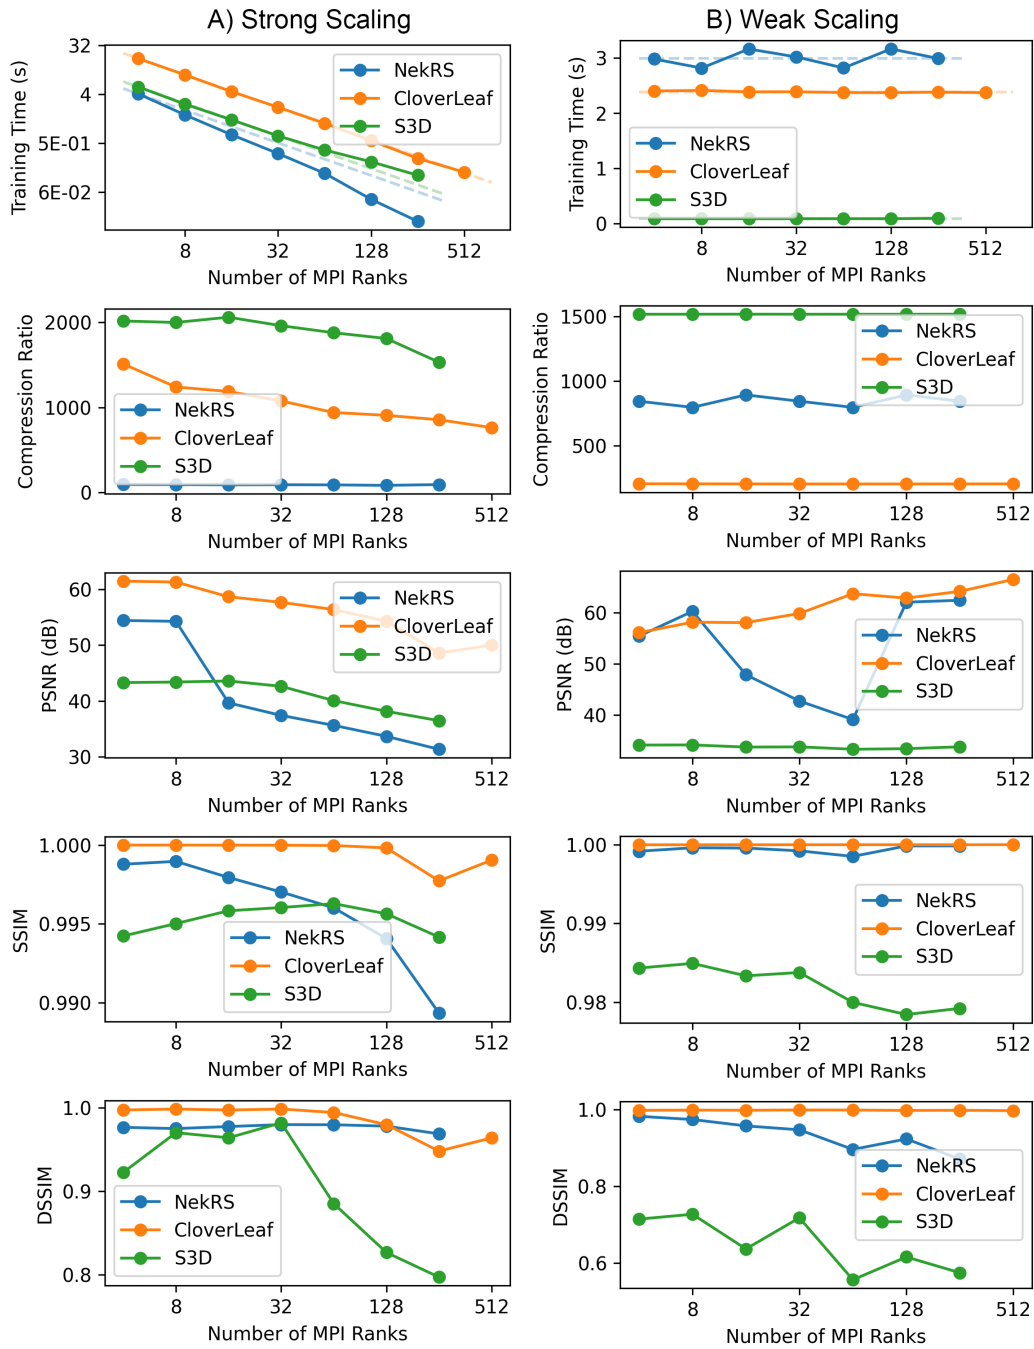 A) Strong Scaling
B) Weak Scaling
Training Time (s)
32
4
5E-01
6E-02
NekRS
CloverLeaf
S3D
8 32 128 512
Number of MPI Ranks
Training Time (s)
3
2
1
0
NekRS
CloverLeaf
S3D
8 32 128 512
Number of MPI Ranks
Compression Ratio
2000
1000
0
NekRS
CloverLeaf
S3D
8 32 128 512
Number of MPI Ranks
Compression Ratio
1500
1000
500
NekRS
CloverLeaf
S3D
8 32 128 512
Number of MPI Ranks
PSNR (dB)
60
50
40
30
NekRS
CloverLeaf
S3D
8 32 128 512
Number of MPI Ranks
PSNR (dB)
60
50
40
NekRS
CloverLeaf
S3D
8 32 128 512
Number of MPI Ranks
SSIM
1.000
0.995
0.990
NekRS
CloverLeaf
S3D
8 32 128 512
Number of MPI Ranks
SSIM
1.00
0.99
0.98
NekRS
CloverLeaf
S3D
8 32 128 512
Number of MPI Ranks
DSSIM
1.0
0.9
0.8
NekRS
CloverLeaf
S3D
8 32 128 512
Number of MPI Ranks
DSSIM
1.0
0.8
0.6
NekRS
CloverLeaf
S3D
8 32 128 512
Number of MPI Ranks